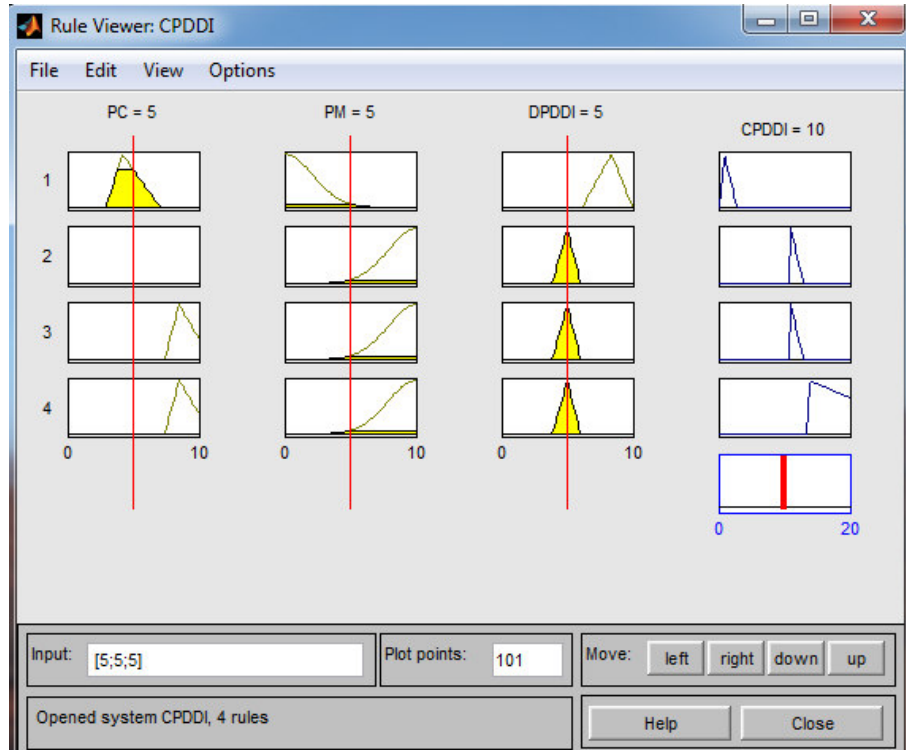 Rule Viewer: CPDDI
File Edit View Options
PC = 5 PM = 5 DPDDI = 5 CPDDI = 10
1
2
3
4
0 10 0 10 0 10
0 20
Input: [5;5;5] Plot points: 101 Move: left right down up
Opened system CPDDI, 4 rules Help Close